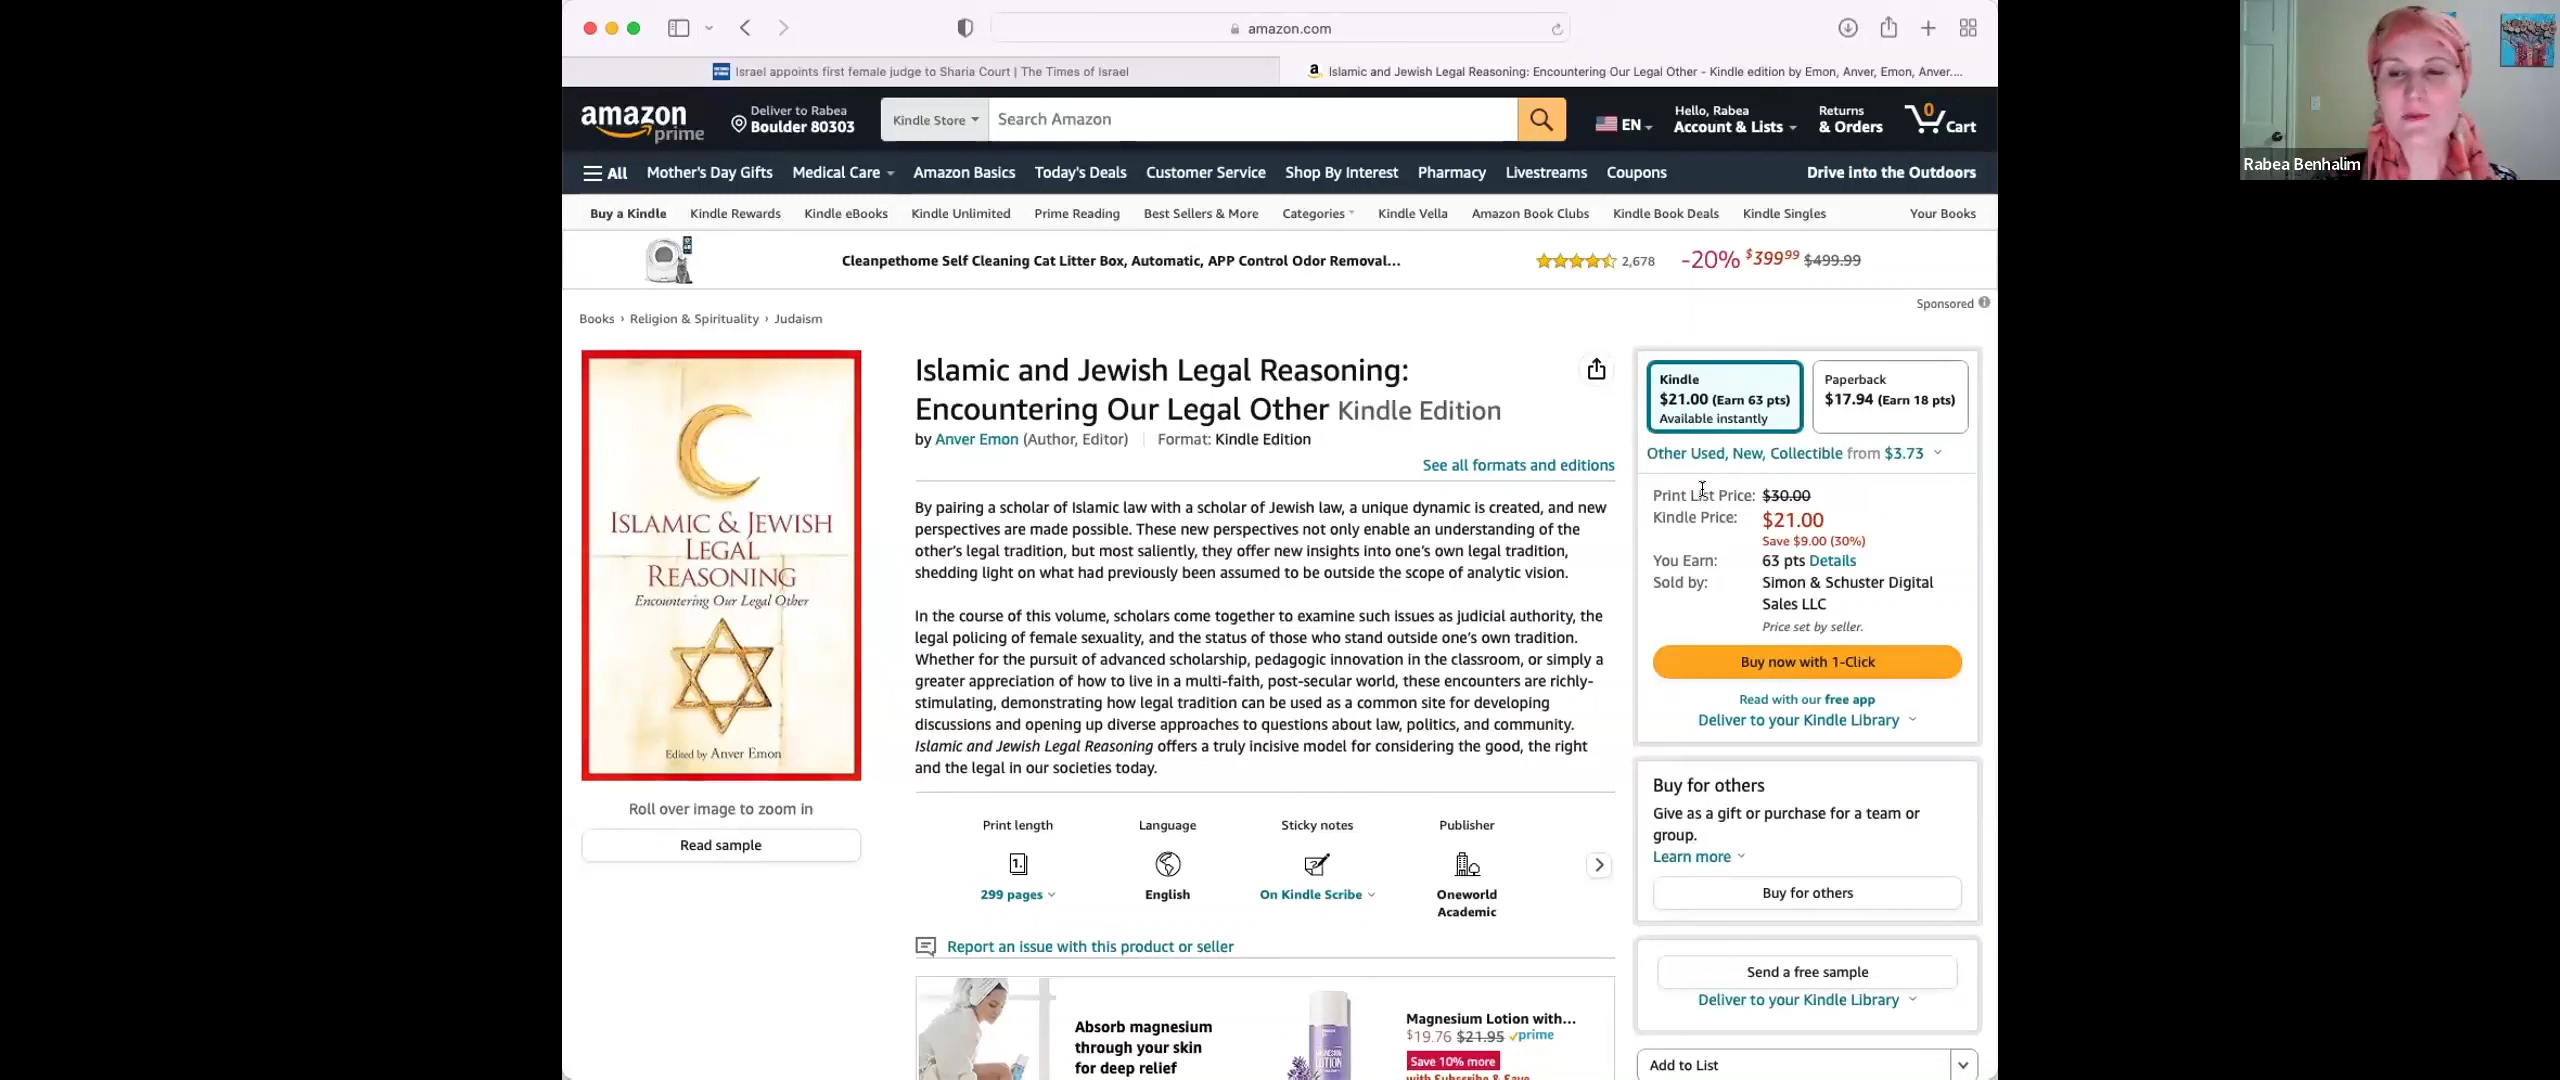 amazon.com
Israel appoints first female judge to Sharia Court | The Times of Israel
Islamic and Jewish Legal Reasoning: Encountering Our Legal Other - Kindle edition by Emon, Anver, Emon, Anver....
amazon prime
Deliver to Rabea
Boulder 80303
Kindle Store
Search Amazon
EN
Hello, Rabea
Account & Lists
Returns
& Orders
0
Cart
All
Mother's Day Gifts
Medical Care
Amazon Basics
Today's Deals
Customer Service
Shop By Interest
Pharmacy
Livestreams
Coupons
Drive into the Outdoors
Buy a Kindle
Kindle Rewards
Kindle eBooks
Kindle Unlimited
Prime Reading
Best Sellers & More
Categories
Kindle Vella
Amazon Book Clubs
Kindle Book Deals
Kindle Singles
Your Books
Cleanpethome Self Cleaning Cat Litter Box, Automatic, APP Control Odor Removal...
2,678
-20% $39999 $499.99
Sponsored
Books › Religion & Spirituality › Judaism
ISLAMIC & JEWISH
LEGAL
REASONING
Encountering Our Legal Other
Edited by Anver Emon
Roll over image to zoom in
Read sample
Islamic and Jewish Legal Reasoning:
Encountering Our Legal Other Kindle Edition
by Anver Emon (Author, Editor) | Format: Kindle Edition
See all formats and editions
By pairing a scholar of Islamic law with a scholar of Jewish law, a unique dynamic is created, and new
perspectives are made possible. These new perspectives not only enable an understanding of the
other's legal tradition, but most saliently, they offer new insights into one's own legal tradition,
shedding light on what had previously been assumed to be outside the scope of analytic vision.
In the course of this volume, scholars come together to examine such issues as judicial authority, the
legal policing of female sexuality, and the status of those who stand outside one's own tradition.
Whether for the pursuit of advanced scholarship, pedagogic innovation in the classroom, or simply a
greater appreciation of how to live in a multi-faith, post-secular world, these encounters are richly-
stimulating, demonstrating how legal tradition can be used as a common site for developing
discussions and opening up diverse approaches to questions about law, politics, and community.
Islamic and Jewish Legal Reasoning offers a truly incisive model for considering the good, the right
and the legal in our societies today.
Print length
1.
299 pages
Language
English
Sticky notes
On Kindle Scribe
Publisher
Oneworld
Academic
Report an issue with this product or seller
Absorb magnesium
through your skin
for deep relief
Magnesium Lotion with...
$19.76 $21.95 prime
Save 10% more
with Subscribe & Save
Kindle
$21.00 (Earn 63 pts)
Available instantly
Paperback
$17.94 (Earn 18 pts)
Other Used, New, Collectible from $3.73
Print List Price: $30.00
Kindle Price: $21.00
Save $9.00 (30%)
You Earn: 63 pts Details
Sold by: Simon & Schuster Digital
Sales LLC
Price set by seller.
Buy now with 1-Click
Read with our free app
Deliver to your Kindle Library
Buy for others
Give as a gift or purchase for a team or
group.
Learn more
Buy for others
Send a free sample
Deliver to your Kindle Library
Add to List
Rabea Benhalim